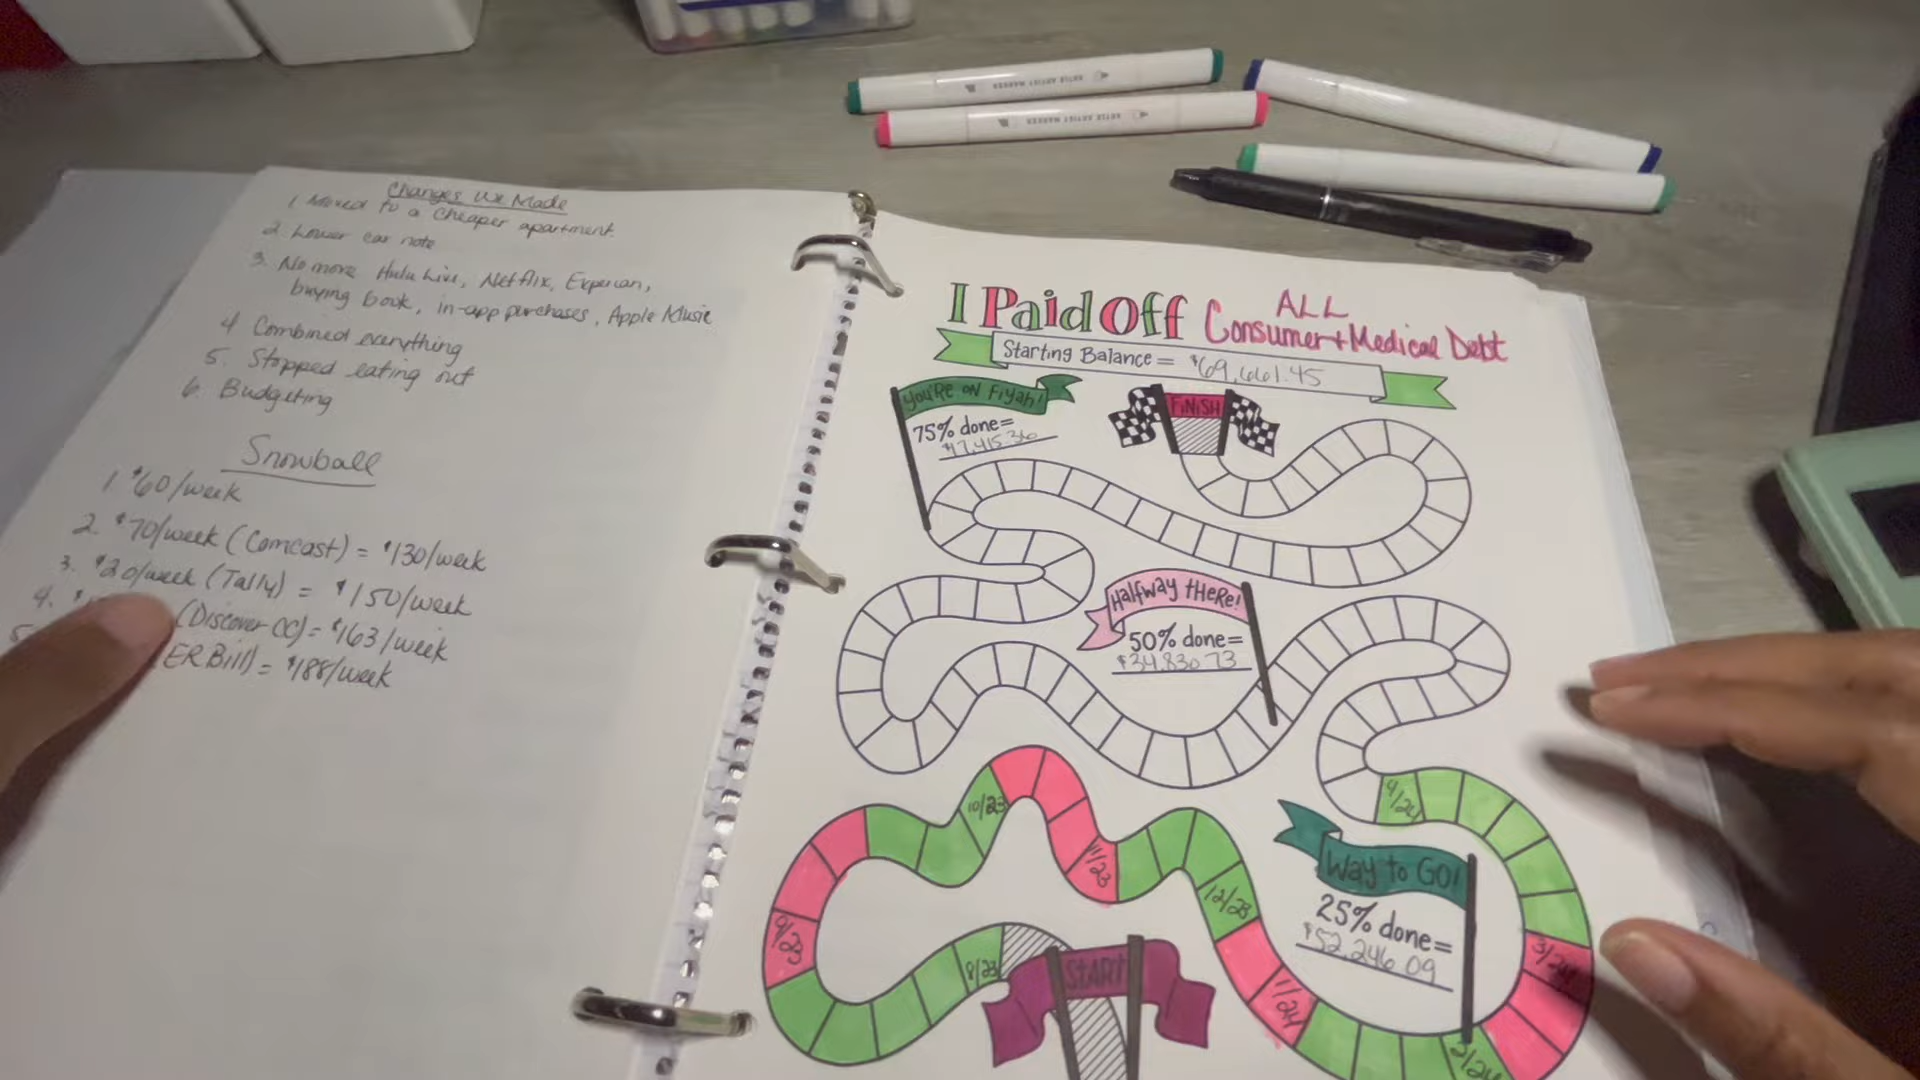 Changes We Made
1 Moved to a cheaper apartment.
2 Lower car note
3. No more Hulu Live, Netflix, Experian,
buying book, in-app purchases, Apple Music
4 Combined everything
5. Stopped eating out
6. Budgeting
Snowball
1 $60/week
2. $70/week (Comcast) = $130/week
3. $20/week (Tally) = $150/week
4. (Discover CC) = $163/week
ER Bill) = $188/week
ARTZA ARTIST MARKER
I Paid Off ALL
Consumer + Medical Debt
Starting Balance = $69,661.45
You're on Fiyah!
75% done =
FINISH
Halfway there!
50% done =
$34,830.73
Way to Go!
25% done =
$52,246.09
START
8/23
9/23
10/23
11/23
12/23
1/24
2/24
3/24
4/24